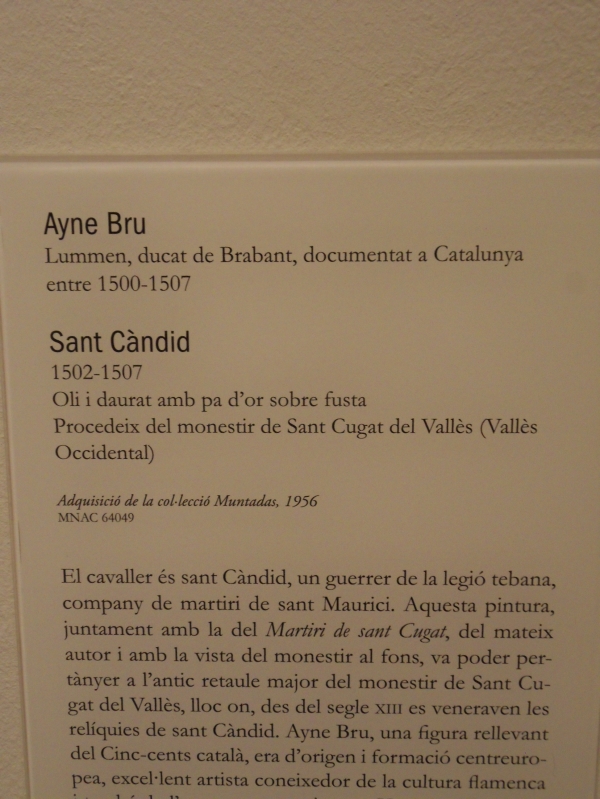 Ayne Bru
Lummen, ducat de Brabant, documentat a Catalunya
entre 1500-1507
Sant Càndid
1502-1507
Oli i daurat amb pa d'or sobre fusta
Procedeix del monestir de Sant Cugat del Vallès (Vallès
Occidental)
Adquisició de la col·lecció Muntadas, 1956
MNAC 64049
El cavaller és sant Càndid, un guerrer de la legió tebana,
company de martiri de sant Maurici. Aquesta pintura,
juntament amb la del Martiri de sant Cugat, del mateix
autor i amb la vista del monestir al fons, va poder per-
tànyer a l'antic retaule major del monestir de Sant Cu-
gat del Vallès, lloc on, des del segle XIII es veneraven les
relíquies de sant Càndid. Ayne Bru, una figura rellevant
del Cinc-cents català, era d'origen i formació centreuro-
pea, excel·lent artista coneixedor de la cultura flamenca